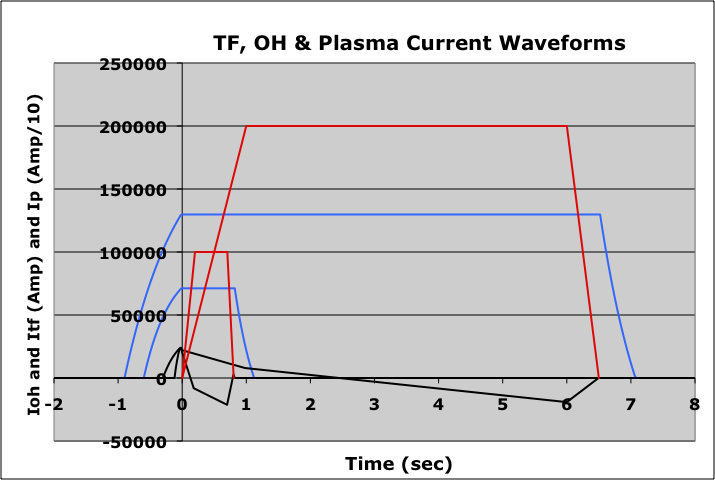 TF, OH & Plasma Current Waveforms
250000
200000
150000
100000
50000
0
-50000
Ioh and Itf (Amp) and Ip (Amp/10)
-2 -1 0 1 2 3 4 5 6 7 8
Time (sec)